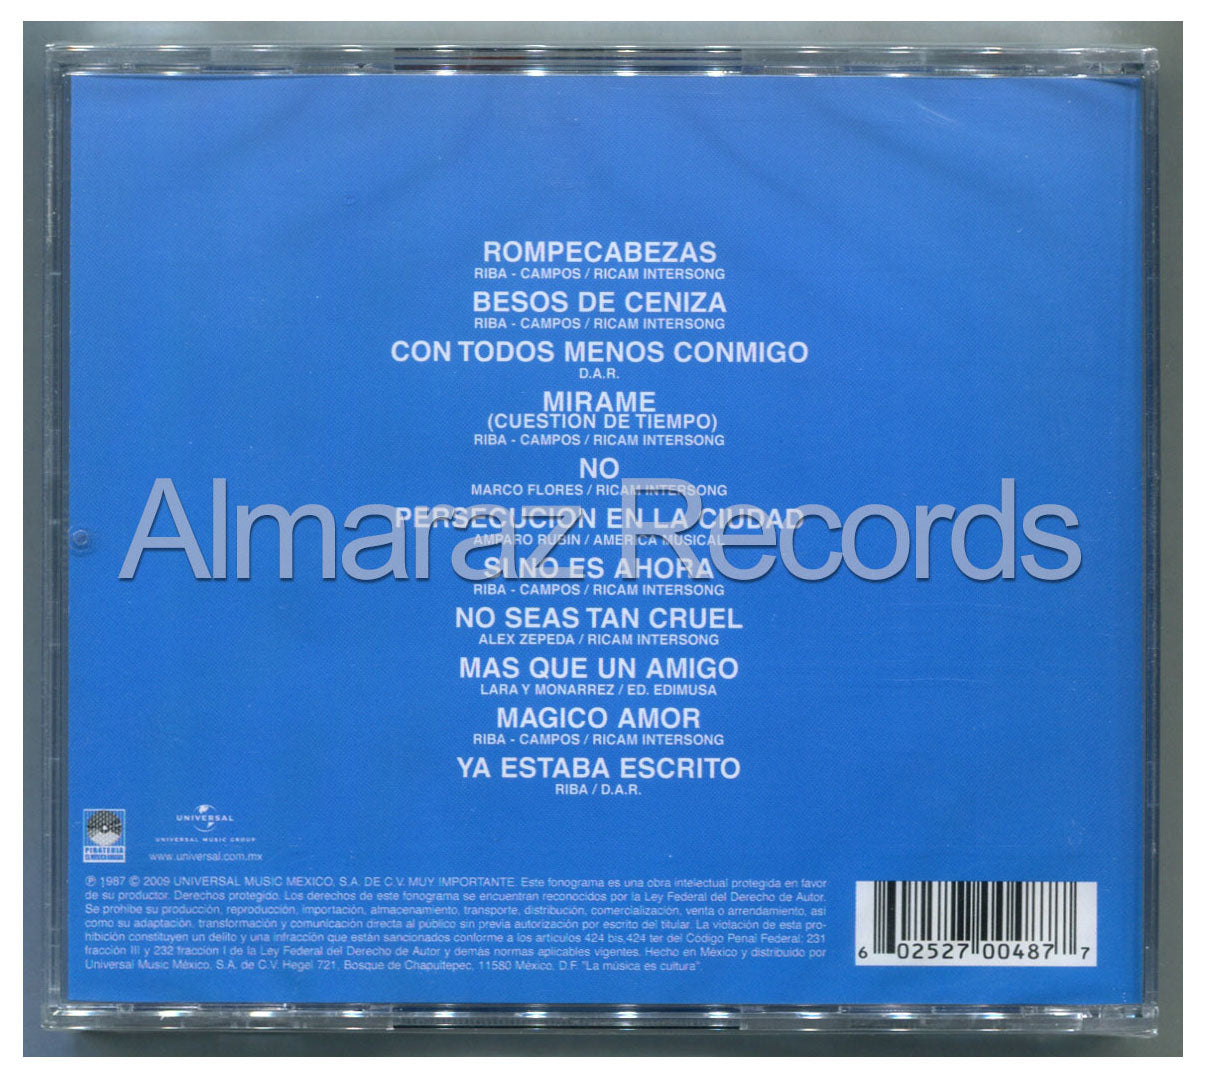 ROMPECABEZAS
RIBA - CAMPOS / RICAM INTERSONG
BESOS DE CENIZA
RIBA - CAMPOS / RICAM INTERSONG
CON TODOS MENOS CONMIGO
D.A.R.
MIRAME
(CUESTION DE TIEMPO)
RIBA - CAMPOS / RICAM INTERSONG
NO
MARCO FLORES / RICAM INTERSONG
Almaraz Records
PERSECUCION EN LA CIUDAD
AMPARO RUBIN / AMERICA MUSICAL
SI NO ES AHORA
RIBA - CAMPOS / RICAM INTERSONG
NO SEAS TAN CRUEL
ALEX ZEPEDA / RICAM INTERSONG
MAS QUE UN AMIGO
LARA Y MONARREZ / ED. EDIMUSA
MAGICO AMOR
RIBA - CAMPOS / RICAM INTERSONG
YA ESTABA ESCRITO
RIBA / D.A.R.
PIRATERIA
UNIVERSAL
UNIVERSAL MUSIC GROUP
www.universal.com.mx
℗ 1987 © 2009 UNIVERSAL MUSIC MEXICO, S.A. DE C.V. MUY IMPORTANTE. Este fonograma es una obra intelectual protegida en favor
de su productor. Derechos protegido. Los derechos de este fonograma se encuentran reconocidos por la Ley Federal del Derecho de Autor.
Se prohibe su producción, reproducción, importación, almacenamiento, transporte, distribución, comercialización, venta o arrendamiento, así
como su adaptación, transformación y comunicación directa al público sin previa autorización por escrito del titular. La violación de esta pro-
hibición constituyen un delito y una infracción que están sancionados conforme a los artículos 424 bis,424 ter del Código Penal Federal: 231
fracción III y 232 fracción I de la Ley Federal del Derecho de Autor y demás normas aplicables vigentes. Hecho en México y distribuido por
Universal Music México, S.A. de C.V. Hegel 721, Bosque de Chapultepec, 11580 México, D.F. "La música es cultura".
6 02527 00487 7